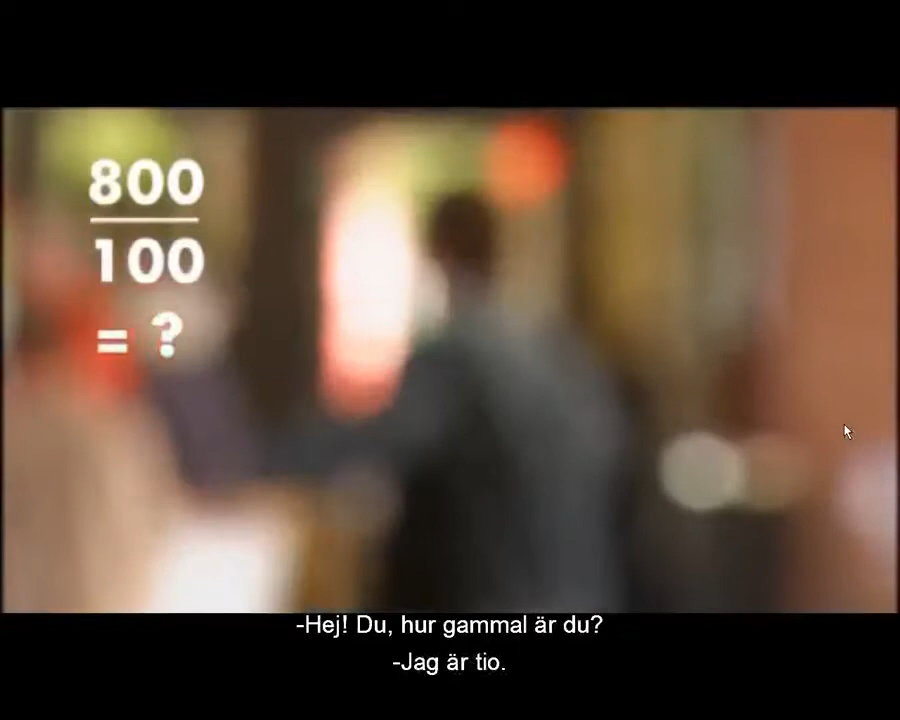 800
100
= ?
-Hej! Du, hur gammal är du?
-Jag är tio.